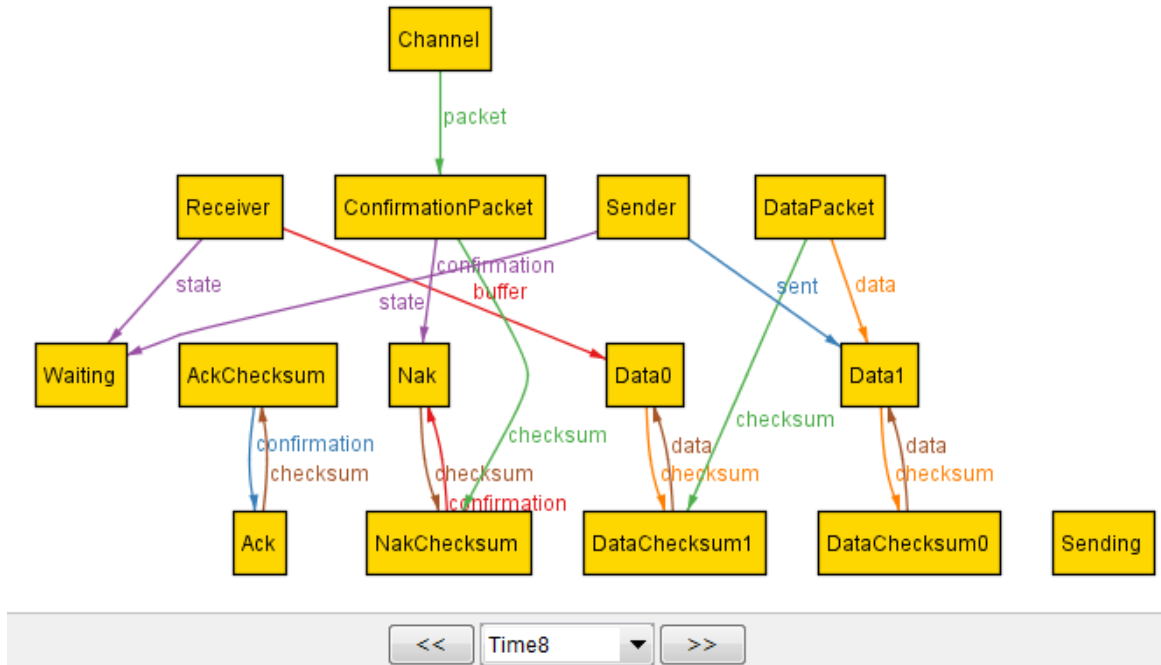 Channel
packet
Receiver
ConfirmationPacket
Sender
DataPacket
confirmation
state
buffer
sent
data
state
Waiting
AckChecksum
Nak
Data0
Data1
checksum
checksum
confirmation
data
data
checksum
checksum
checksum
checksum
confirmation
Ack
NakChecksum
DataChecksum1
DataChecksum0
Sending
<<
Time8
>>